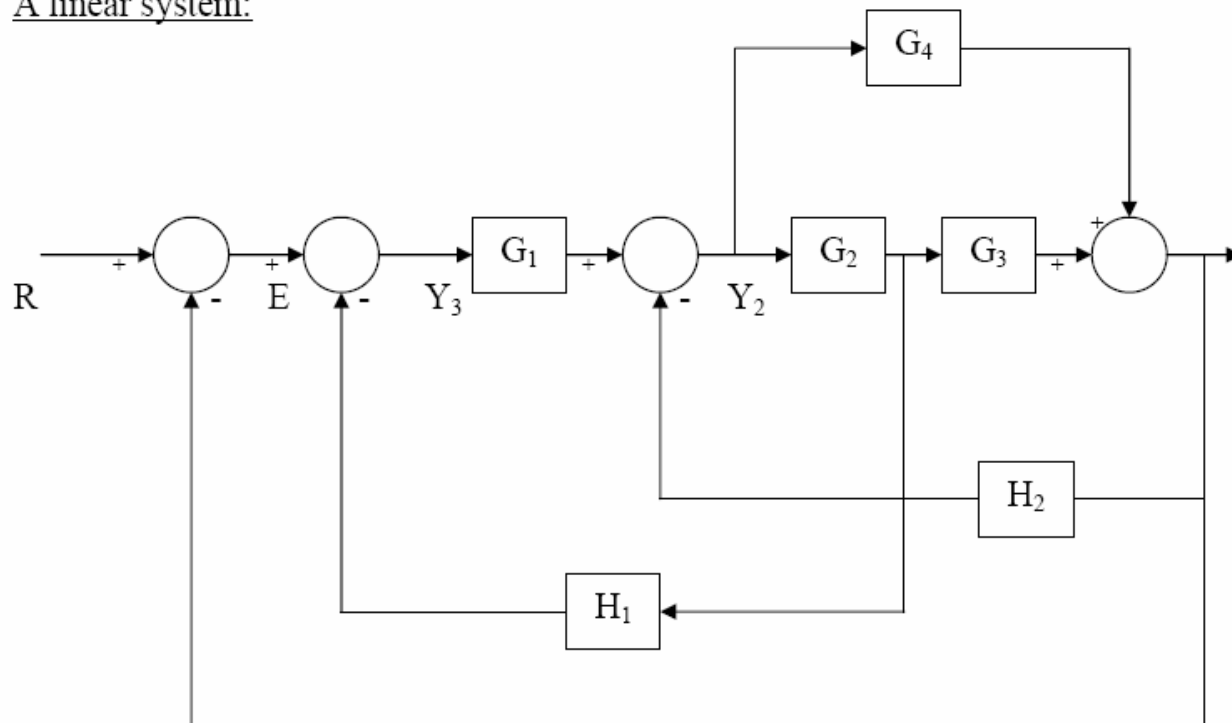 A linear system:
G₄
+ G₁ + G₂ G₃ + +
R - E - Y₃ - Y₂
+
H₂
H₁